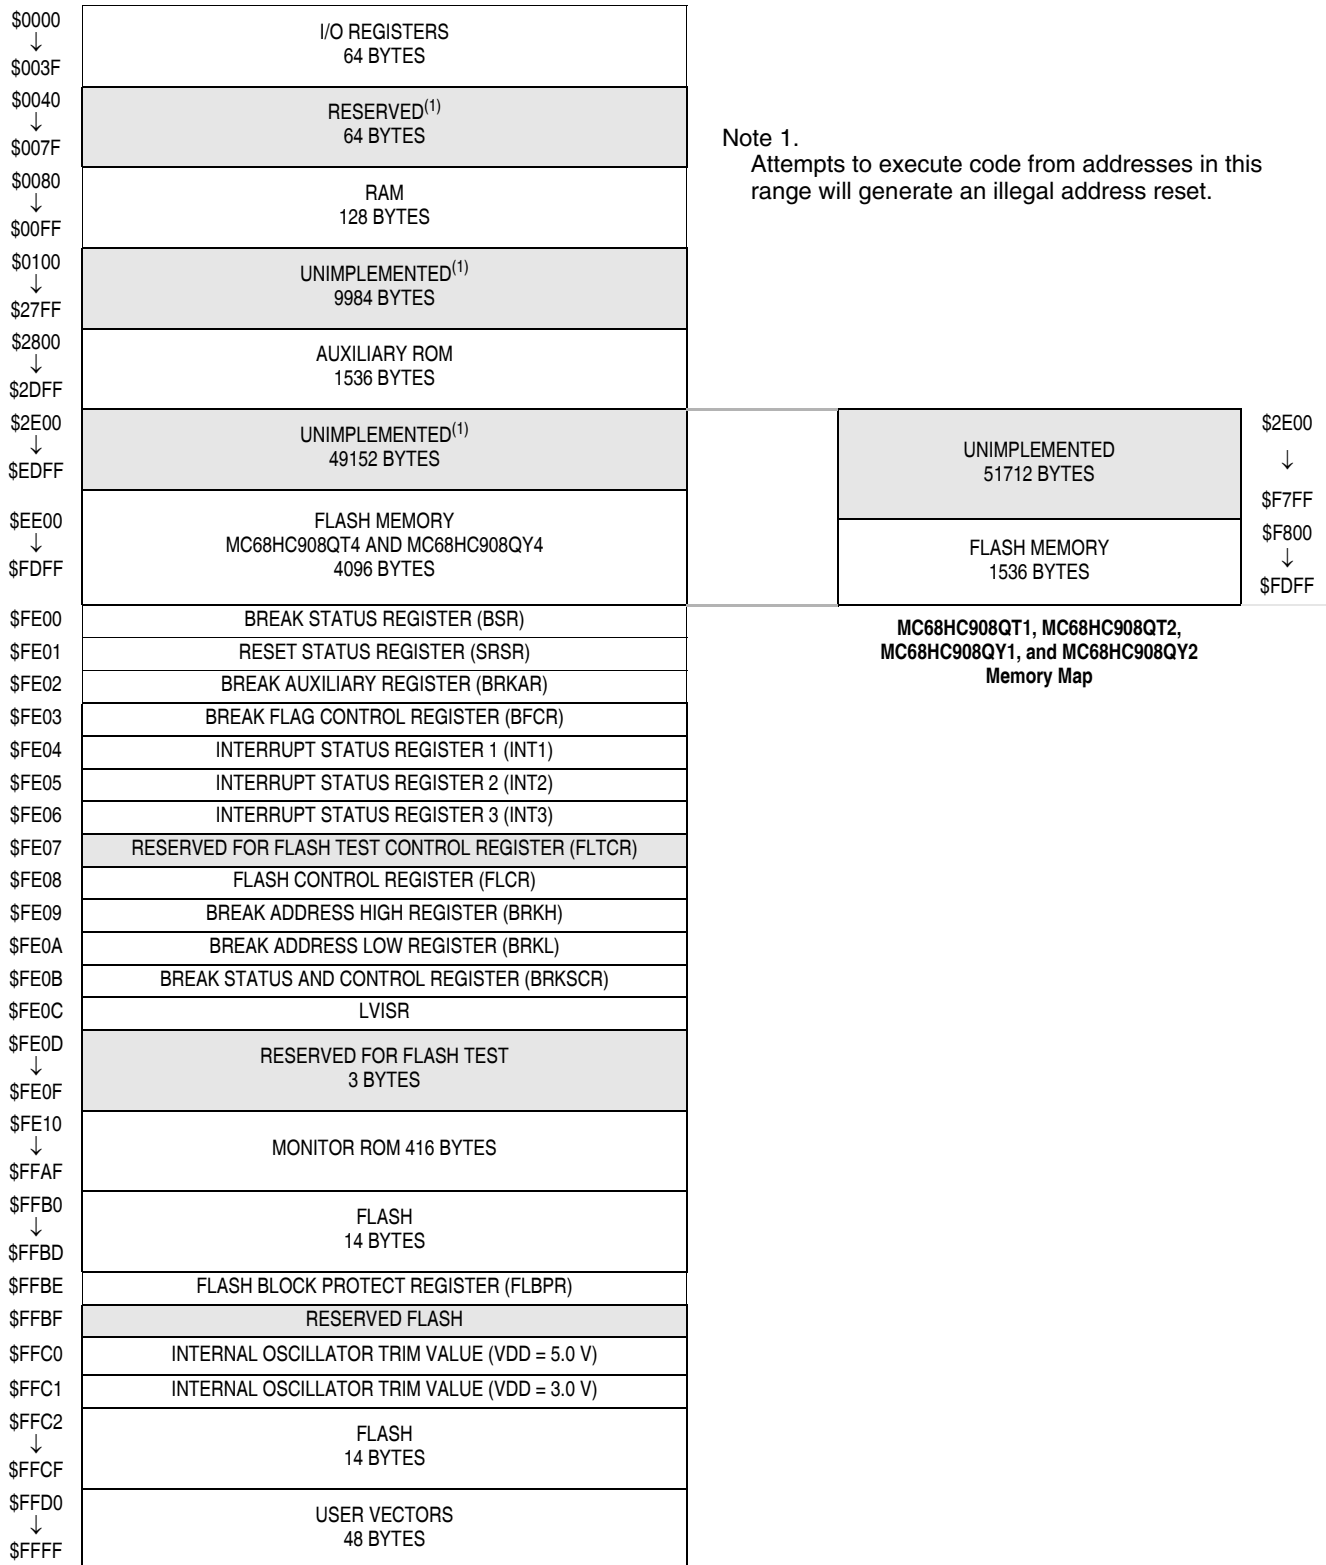 $0000
↓
$003F
I/O REGISTERS
64 BYTES
$0040
↓
$007F
RESERVED(1)
64 BYTES
Note 1.
Attempts to execute code from addresses in this
range will generate an illegal address reset.
$0080
↓
$00FF
RAM
128 BYTES
$0100
↓
$27FF
UNIMPLEMENTED(1)
9984 BYTES
$2800
↓
$2DFF
AUXILIARY ROM
1536 BYTES
$2E00
↓
$EDFF
UNIMPLEMENTED(1)
49152 BYTES
UNIMPLEMENTED
51712 BYTES
$2E00
↓
$F7FF
$EE00
↓
$FDFF
FLASH MEMORY
MC68HC908QT4 AND MC68HC908QY4
4096 BYTES
FLASH MEMORY
1536 BYTES
$F800
↓
$FDFF
MC68HC908QT1, MC68HC908QT2,
MC68HC908QY1, and MC68HC908QY2
Memory Map
$FE00 BREAK STATUS REGISTER (BSR)
$FE01 RESET STATUS REGISTER (SRSR)
$FE02 BREAK AUXILIARY REGISTER (BRKAR)
$FE03 BREAK FLAG CONTROL REGISTER (BFCR)
$FE04 INTERRUPT STATUS REGISTER 1 (INT1)
$FE05 INTERRUPT STATUS REGISTER 2 (INT2)
$FE06 INTERRUPT STATUS REGISTER 3 (INT3)
$FE07 RESERVED FOR FLASH TEST CONTROL REGISTER (FLTCR)
$FE08 FLASH CONTROL REGISTER (FLCR)
$FE09 BREAK ADDRESS HIGH REGISTER (BRKH)
$FE0A BREAK ADDRESS LOW REGISTER (BRKL)
$FE0B BREAK STATUS AND CONTROL REGISTER (BRKSCR)
$FE0C LVISR
$FE0D
↓
$FE0F
RESERVED FOR FLASH TEST
3 BYTES
$FE10
↓
$FFAF
MONITOR ROM 416 BYTES
$FFB0
↓
$FFBD
FLASH
14 BYTES
$FFBE FLASH BLOCK PROTECT REGISTER (FLBPR)
$FFBF RESERVED FLASH
$FFC0 INTERNAL OSCILLATOR TRIM VALUE (VDD = 5.0 V)
$FFC1 INTERNAL OSCILLATOR TRIM VALUE (VDD = 3.0 V)
$FFC2
↓
$FFCF
FLASH
14 BYTES
$FFD0
↓
$FFFF
USER VECTORS
48 BYTES